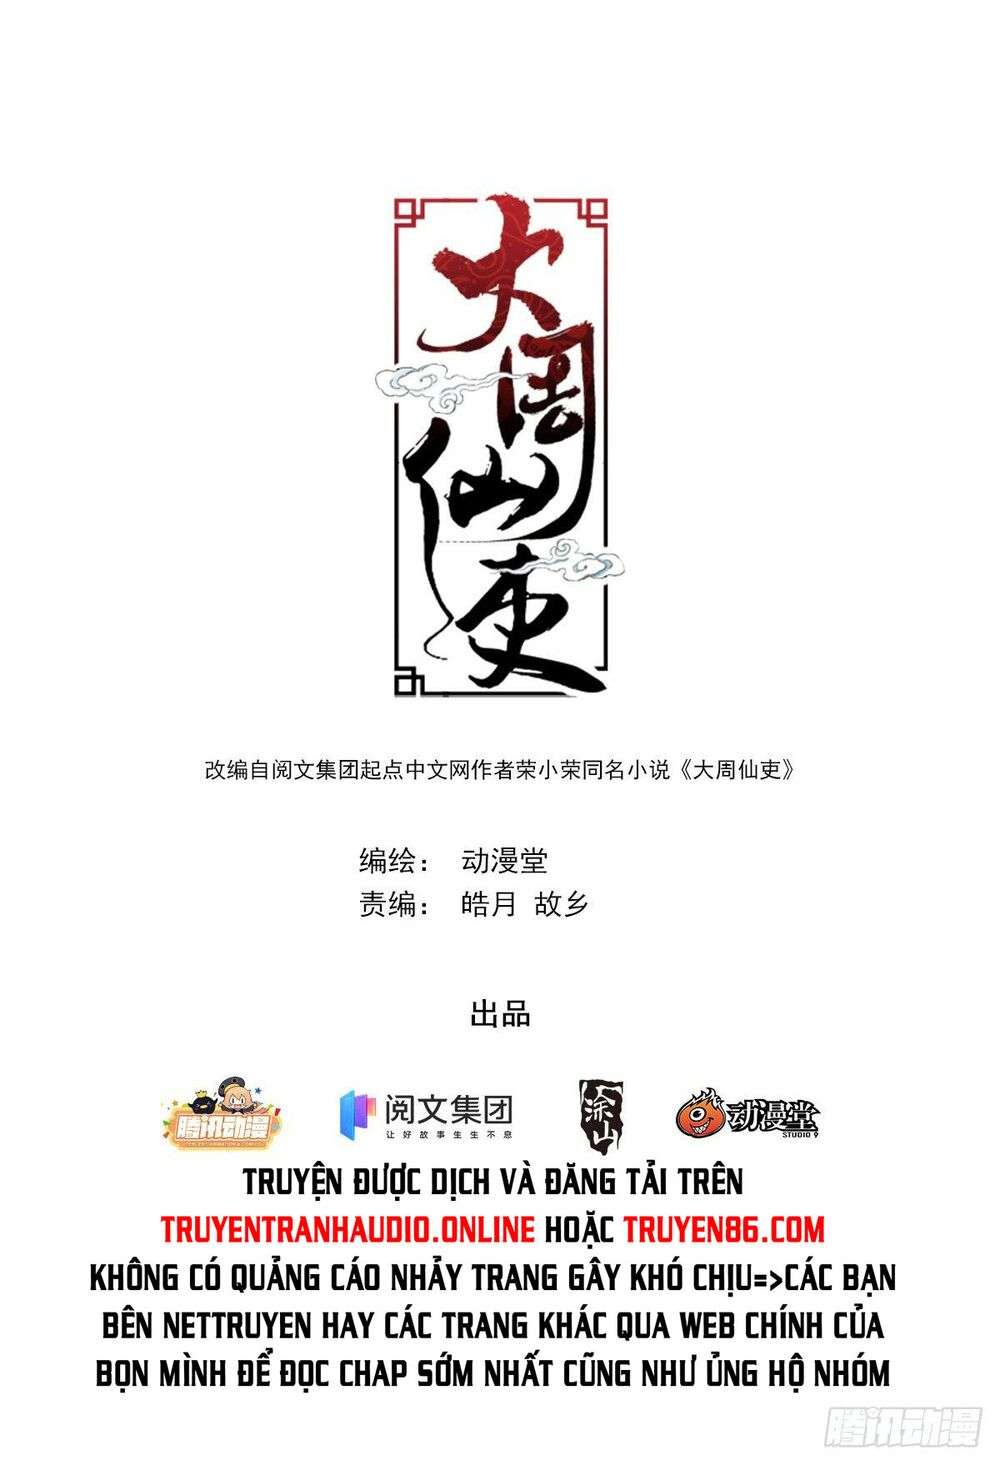 大周仙吏
改编自阅文集团起点中文网作者荣小荣同名小说《大周仙吏》
编绘： 动漫堂
责编： 皓月 故乡
出品
腾讯动漫
阅文集团
让好故事生生不息
涂山
动漫堂
STUDIO 9
TRUYỆN ĐƯỢC DỊCH VÀ ĐĂNG TẢI TRÊN
TRUYENTRANHAUDIO.ONLINE HOẶC TRUYEN86.COM
KHÔNG CÓ QUẢNG CÁO NHẢY TRANG GÂY KHÓ CHỊU=>CÁC BẠN
BÊN NETTRUYEN HAY CÁC TRANG KHÁC QUA WEB CHÍNH CỦA
BỌN MÌNH ĐỂ ĐỌC CHAP SỚM NHẤT CŨNG NHƯ ỦNG HỘ NHÓM
腾讯动漫